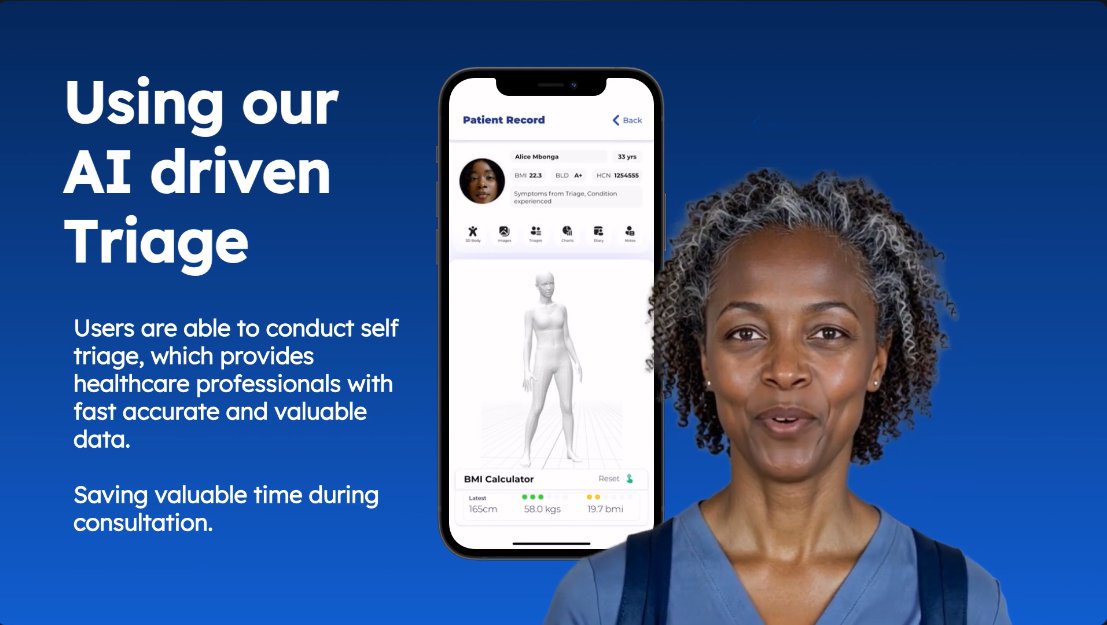 Using our
AI driven
Triage
Users are able to conduct self
triage, which provides
healthcare professionals with
fast accurate and valuable
data.
Saving valuable time during
consultation.
Patient Record
Back
Alice Mbonga 33 yrs
BMI 22.3 BLD A+ HCN 1254555
Symptoms from Triage, Condition
experienced
3D Body Images Triages Charts Diary Notes
BMI Calculator Reset
Latest
165cm 58.0 kgs 19.7 bmi